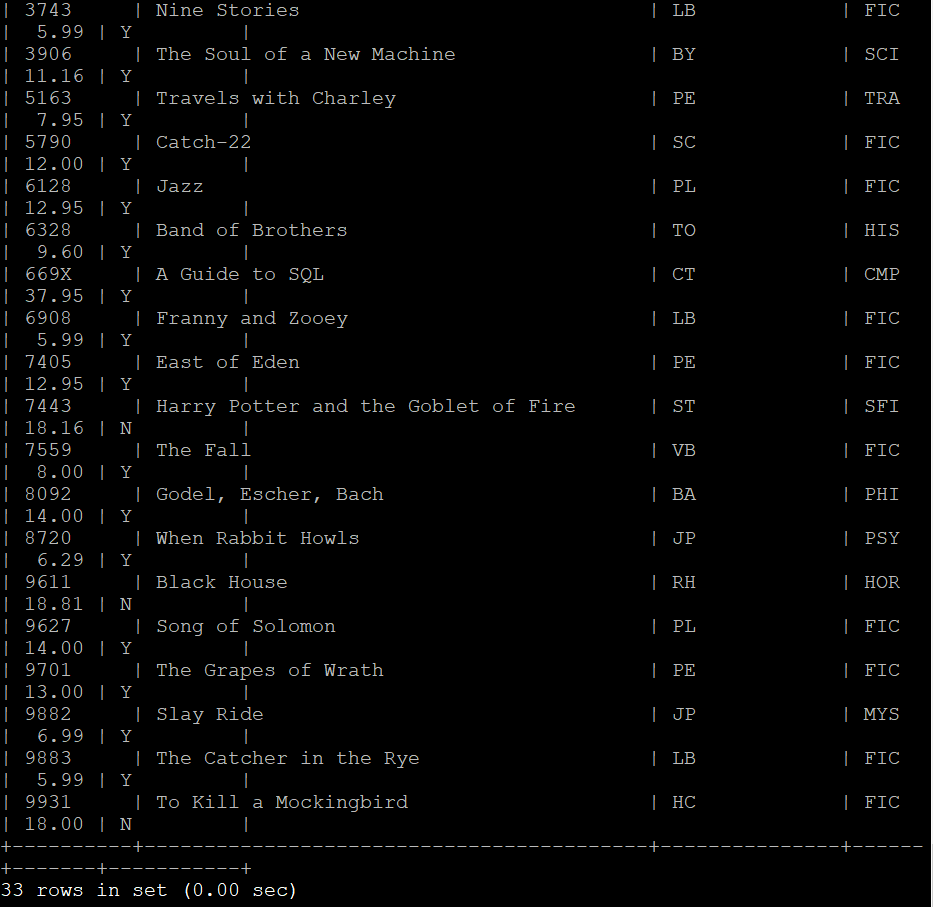 | 3743     | Nine Stories                             | LB            | FIC
|  5.99 | Y         |
| 3906     | The Soul of a New Machine                | BY            | SCI
| 11.16 | Y         |
| 5163     | Travels with Charley                     | PE            | TRA
|  7.95 | Y         |
| 5790     | Catch-22                                 | SC            | FIC
| 12.00 | Y         |
| 6128     | Jazz                                     | PL            | FIC
| 12.95 | Y         |
| 6328     | Band of Brothers                         | TO            | HIS
|  9.60 | Y         |
| 669X     | A Guide to SQL                           | CT            | CMP
| 37.95 | Y         |
| 6908     | Franny and Zooey                         | LB            | FIC
|  5.99 | Y         |
| 7405     | East of Eden                             | PE            | FIC
| 12.95 | Y         |
| 7443     | Harry Potter and the Goblet of Fire      | ST            | SFI
| 18.16 | N         |
| 7559     | The Fall                                 | VB            | FIC
|  8.00 | Y         |
| 8092     | Godel, Escher, Bach                      | BA            | PHI
| 14.00 | Y         |
| 8720     | When Rabbit Howls                        | JP            | PSY
|  6.29 | Y         |
| 9611     | Black House                              | RH            | HOR
| 18.81 | N         |
| 9627     | Song of Solomon                          | PL            | FIC
| 14.00 | Y         |
| 9701     | The Grapes of Wrath                      | PE            | FIC
| 13.00 | Y         |
| 9882     | Slay Ride                                | JP            | MYS
|  6.99 | Y         |
| 9883     | The Catcher in the Rye                   | LB            | FIC
|  5.99 | Y         |
| 9931     | To Kill a Mockingbird                    | HC            | FIC
| 18.00 | N         |
+----------+------------------------------------------+---------------+------
+-------+-----------+
33 rows in set (0.00 sec)